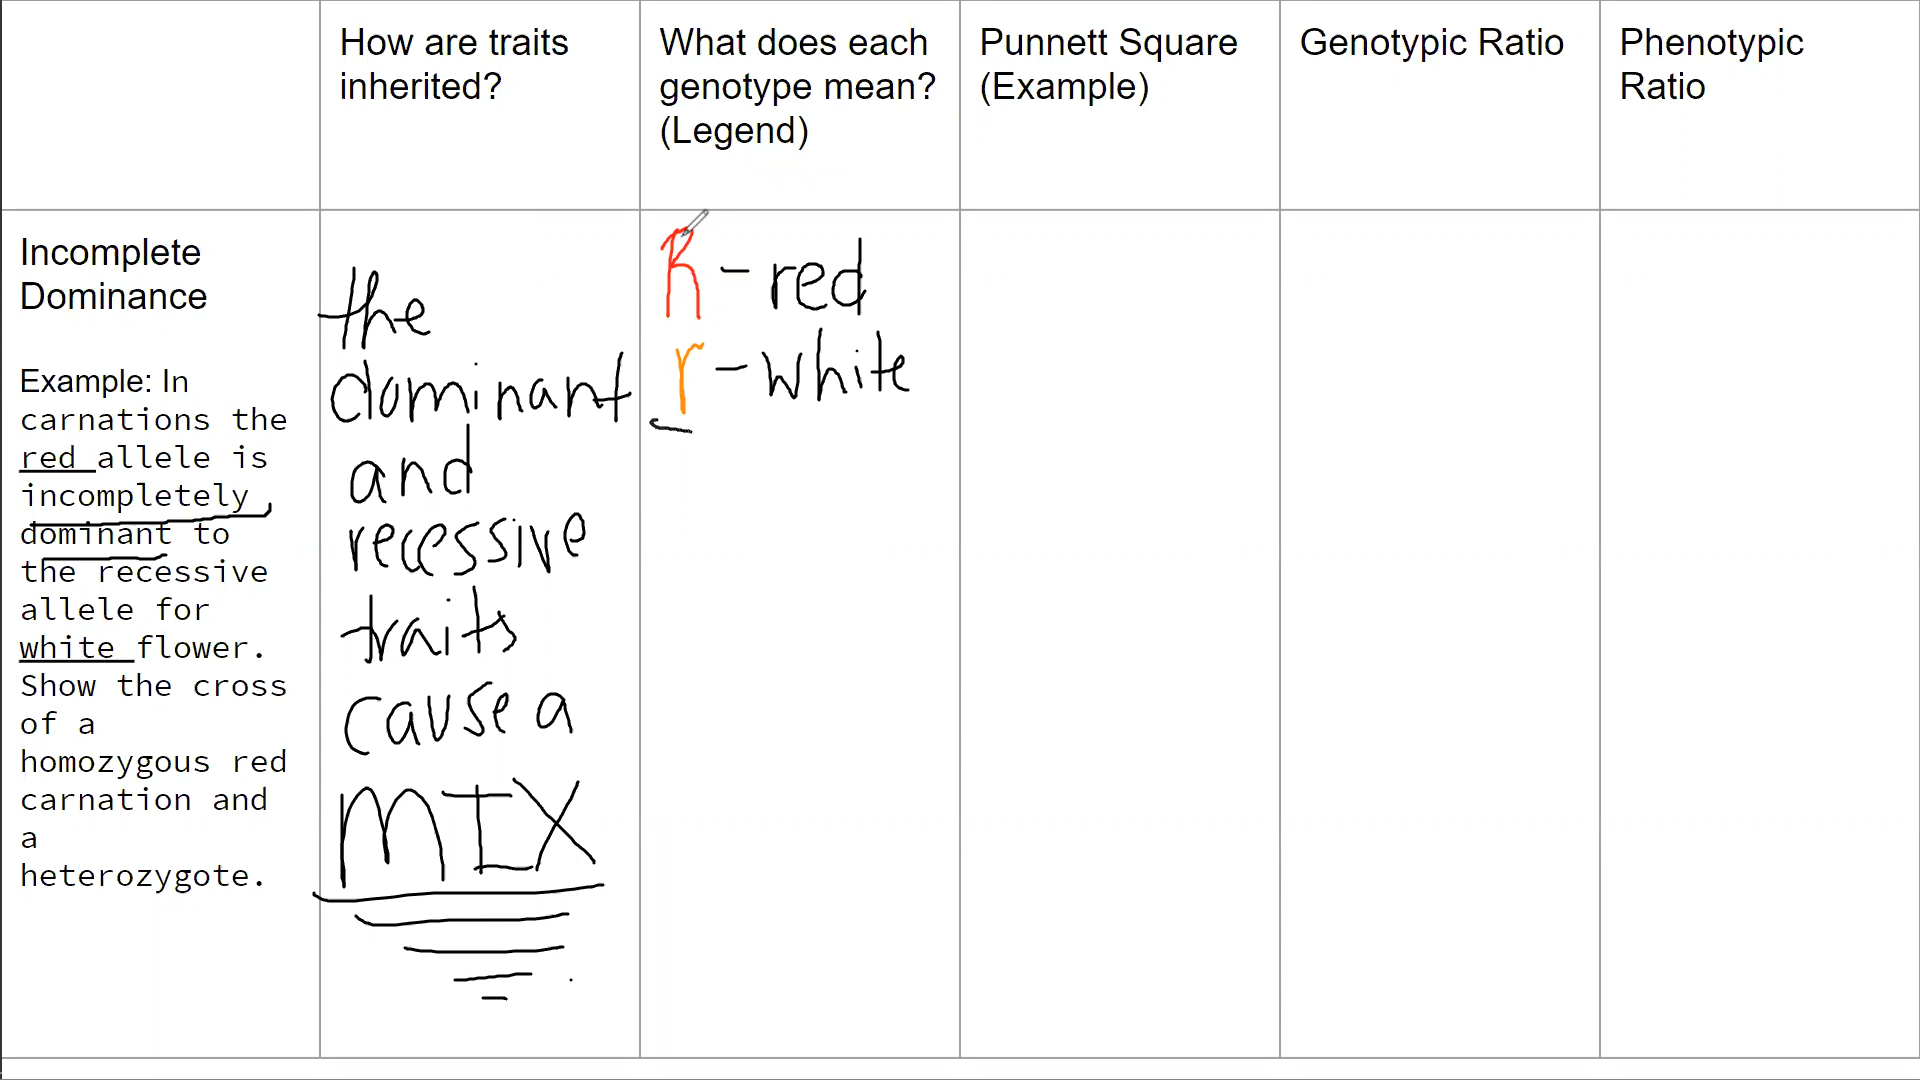 How are traits
inherited?
What does each
genotype mean?
(Legend)
Punnett Square
(Example)
Genotypic Ratio
Phenotypic
Ratio
Incomplete
Dominance
Example: In
carnations the
red allele is
incompletely
dominant to
the recessive
allele for
white flower.
Show the cross
of a
homozygous red
carnation and
a
heterozygote.
the
dominant
and
recessive
traits
cause a
MIX
R - red
r - white